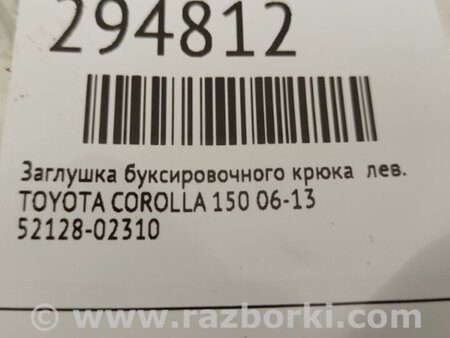 294812
Заглушка буксировочного крюка лев.
TOYOTA COROLLA 150 06-13
52128-02310
© www.razborki.com